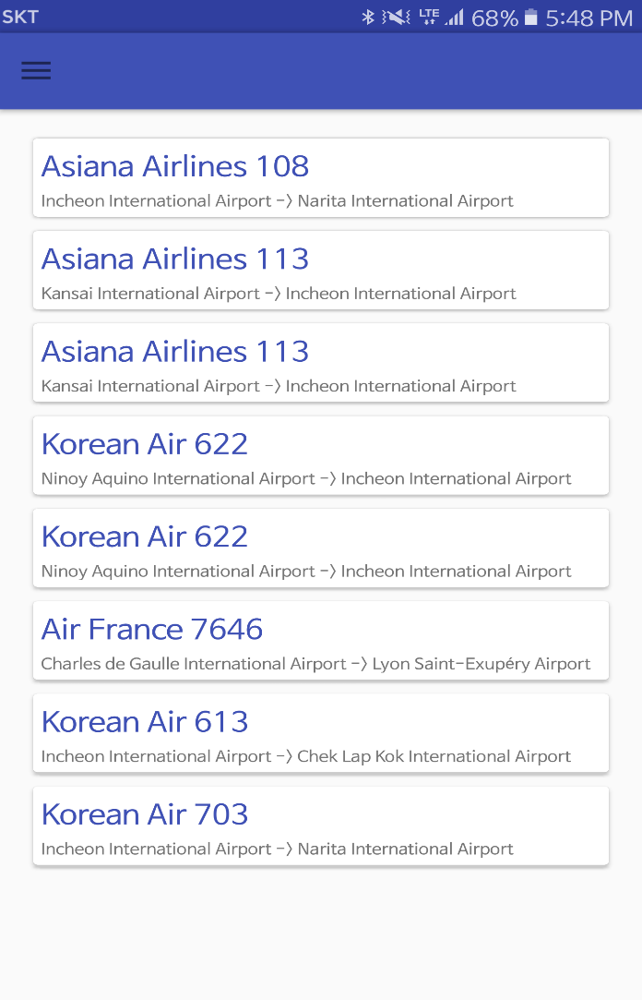 SKT LTE 68% 5:48 PM
Asiana Airlines 108
Incheon International Airport -> Narita International Airport
Asiana Airlines 113
Kansai International Airport -> Incheon International Airport
Asiana Airlines 113
Kansai International Airport -> Incheon International Airport
Korean Air 622
Ninoy Aquino International Airport -> Incheon International Airport
Korean Air 622
Ninoy Aquino International Airport -> Incheon International Airport
Air France 7646
Charles de Gaulle International Airport -> Lyon Saint-Exupéry Airport
Korean Air 613
Incheon International Airport -> Chek Lap Kok International Airport
Korean Air 703
Incheon International Airport -> Narita International Airport